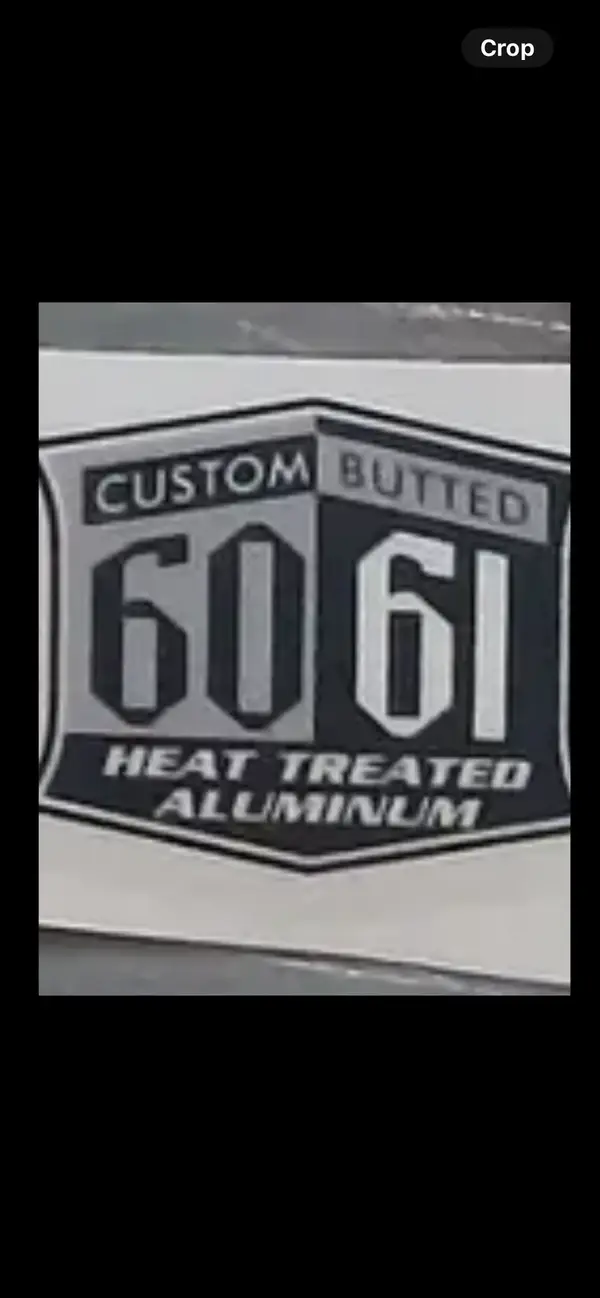 Crop
CUSTOM BUTTED
6061
HEAT TREATED
ALUMINUM